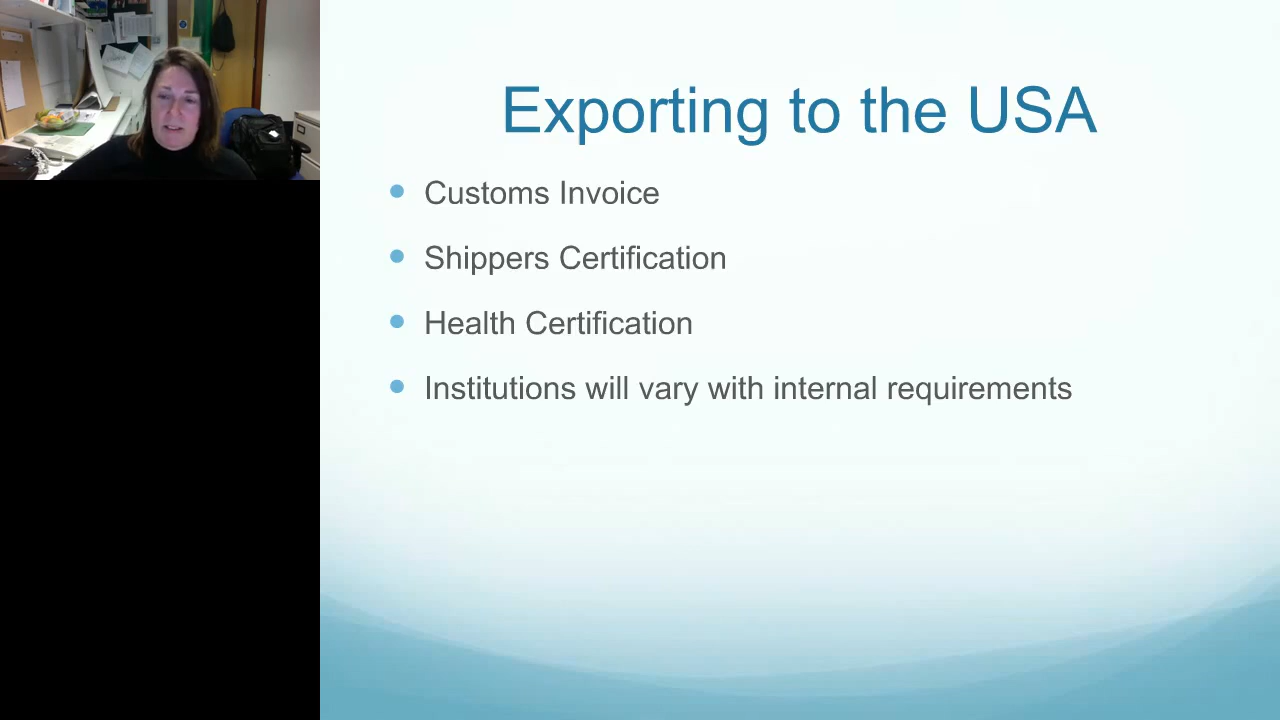 Exporting to the USA
Customs Invoice
Shippers Certification
Health Certification
Institutions will vary with internal requirements